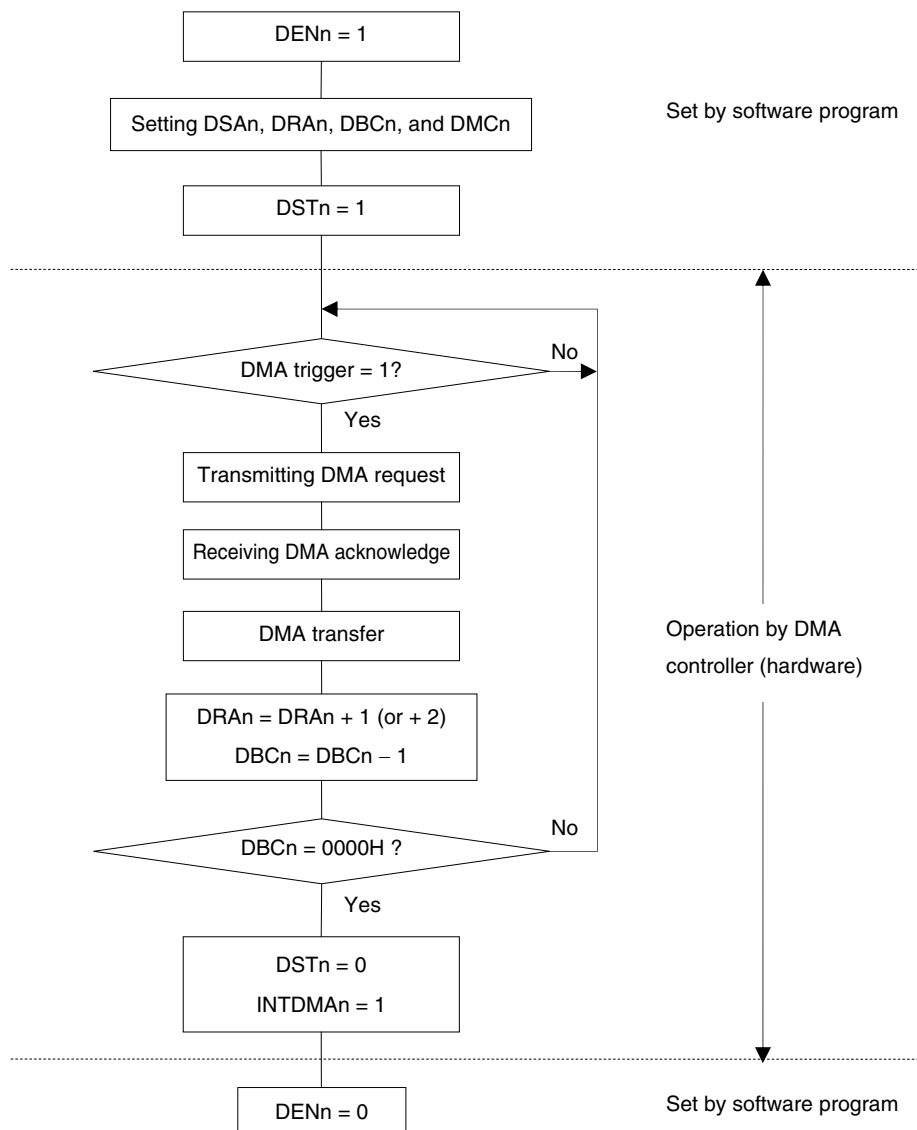 DENn = 1
Setting DSAn, DRAn, DBCn, and DMCn
Set by software program
DSTn = 1
DMA trigger = 1?
No
Yes
Transmitting DMA request
Receiving DMA acknowledge
DMA transfer
Operation by DMA
controller (hardware)
DRAn = DRAn + 1 (or + 2)
DBCn = DBCn − 1
DBCn = 0000H ?
No
Yes
DSTn = 0
INTDMAn = 1
DENn = 0
Set by software program